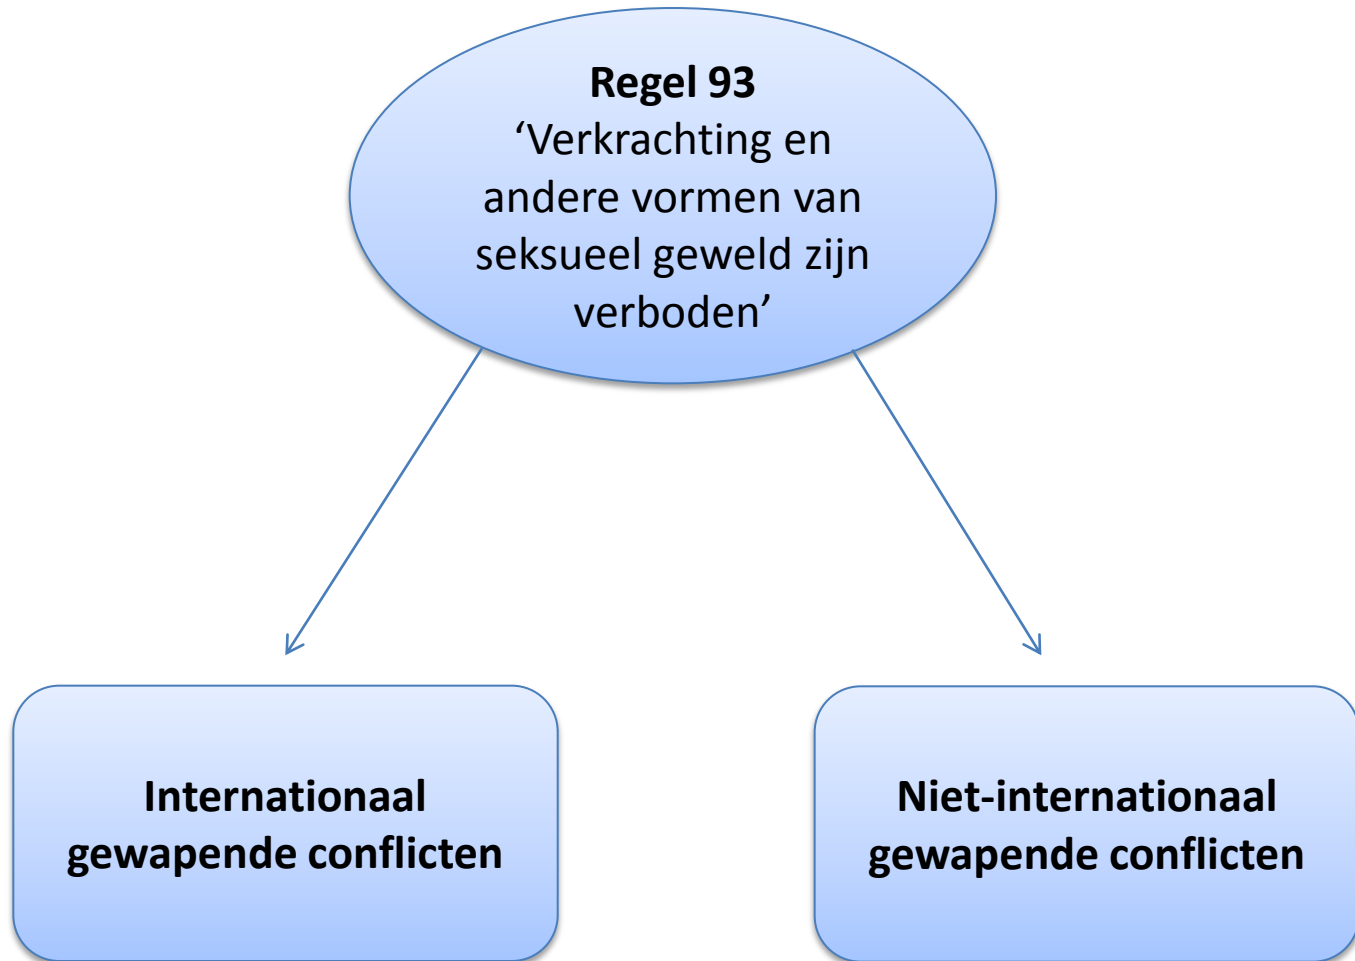 Regel 93
‘Verkrachting en
andere vormen van
seksueel geweld zijn
verboden’
Internationaal
gewapende conflicten
Niet-internationaal
gewapende conflicten